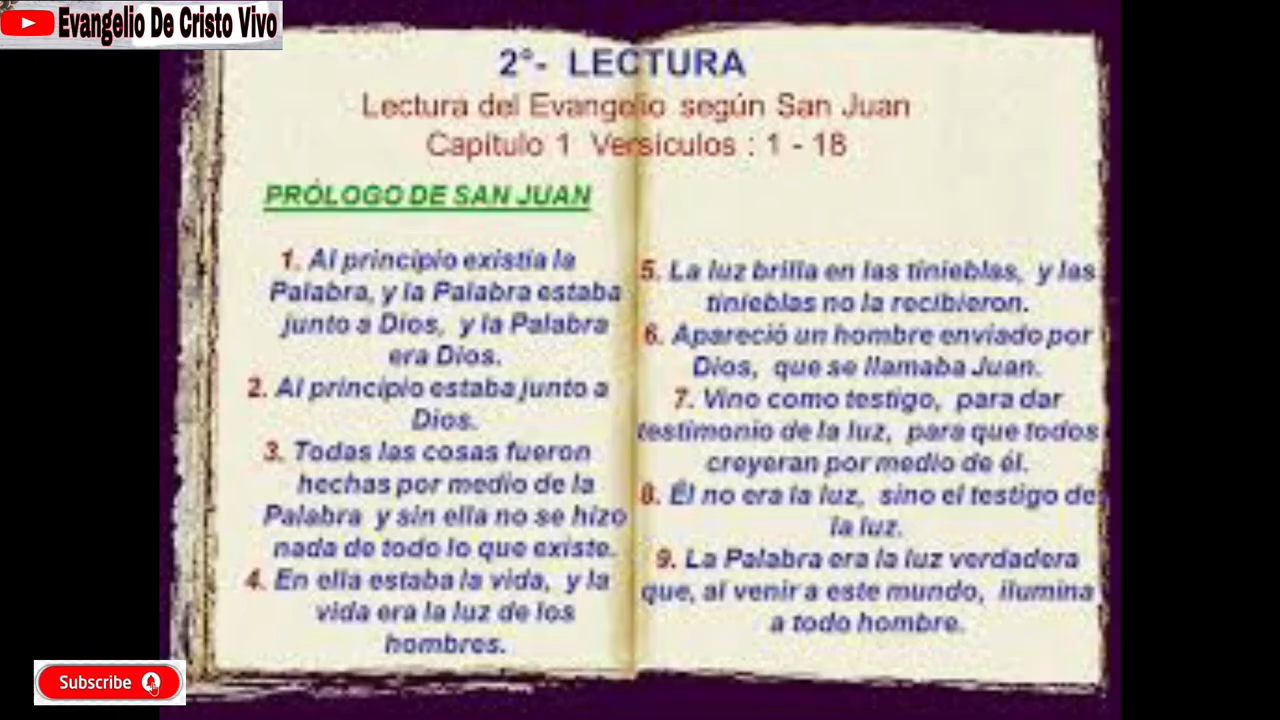 Evangelio De Cristo Vivo
2°- LECTURA
Lectura del Evangelio según San Juan
Capítulo 1 Versículos : 1 - 18
PRÓLOGO DE SAN JUAN
1. Al principio existía la
Palabra, y la Palabra estaba
junto a Dios, y la Palabra
era Dios.
2. Al principio estaba junto a
Dios.
3. Todas las cosas fueron
hechas por medio de la
Palabra y sin ella no se hizo
nada de todo lo que existe.
4. En ella estaba la vida, y la
vida era la luz de los
hombres.
5. La luz brilla en las tinieblas, y las
tinieblas no la recibieron.
6. Apareció un hombre enviado por
Dios, que se llamaba Juan.
7. Vino como testigo, para dar
testimonio de la luz, para que todos
creyeran por medio de él.
8. Él no era la luz, sino el testigo de
la luz.
9. La Palabra era la luz verdadera
que, al venir a este mundo, ilumina
a todo hombre.
Subscribe